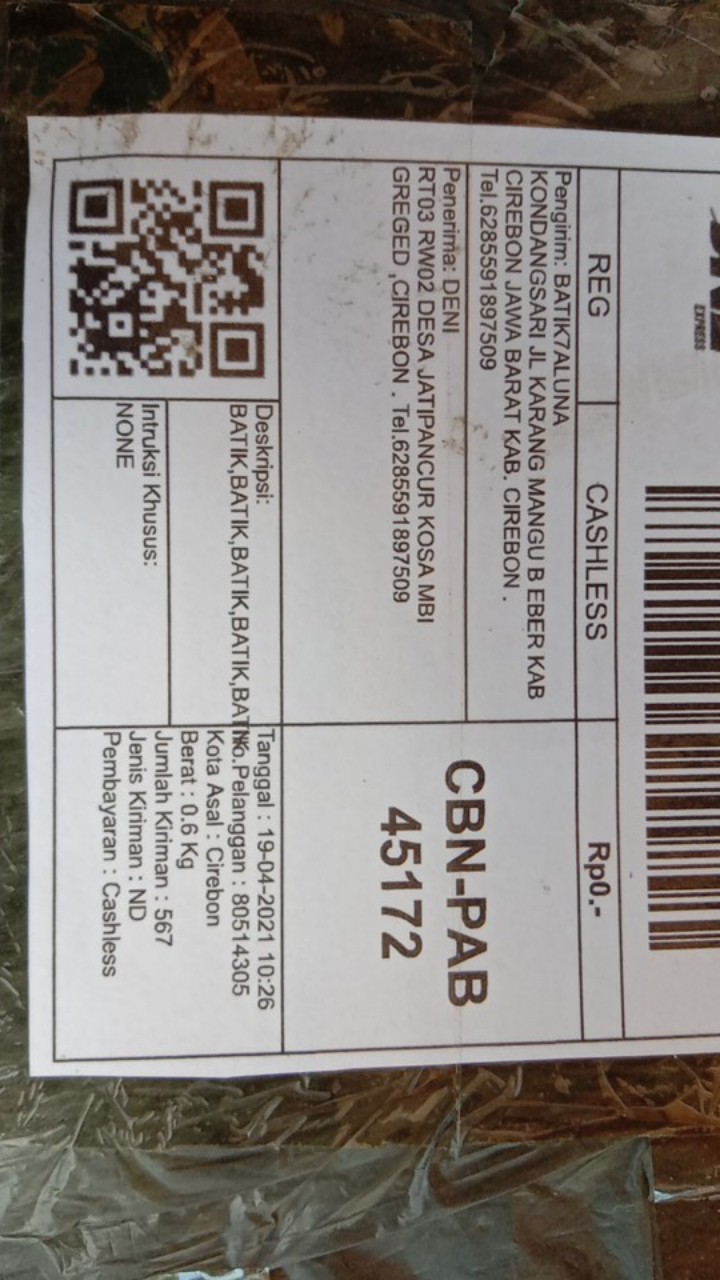 EXPRESS
REG
CASHLESS
Rp0.-
Pengirim: BATIK7ALUNA
KONDANGSARI JL KARANG MANGU B EBER KAB
CIREBON JAWA BARAT KAB. CIREBON .
Tel.6285591897509
Penerima: DENI
RT03 RW02 DESA JATIPANCUR KOSA MBI
GREGED ,CIREBON . Tel.6285591897509
CBN-PAB
45172
Deskripsi:
BATIK,BATIK,BATIK,BATIK,BATIK
Intruksi Khusus:
NONE
Tanggal : 19-04-2021 10:26
No.Pelanggan : 80514305
Kota Asal : Cirebon
Berat : 0.6 Kg
Jumlah Kiriman : 567
Jenis Kiriman : ND
Pembayaran : Cashless